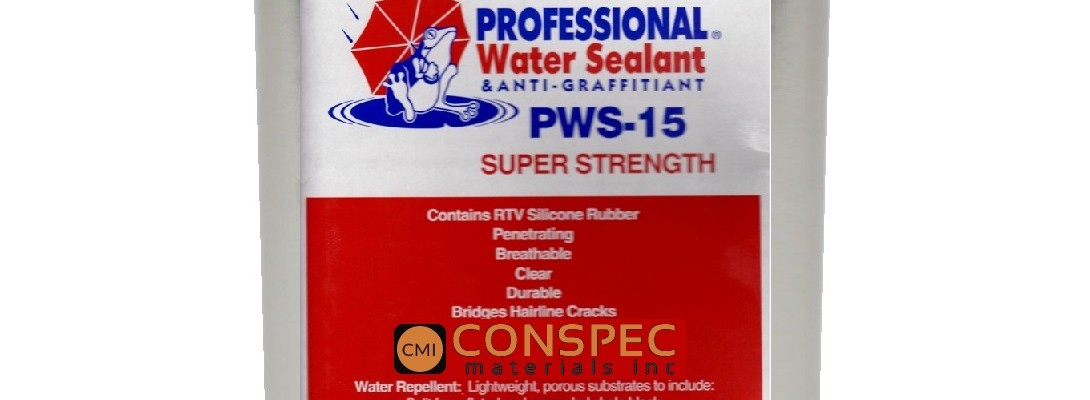 PROFESSIONAL®
Water Sealant
& ANTI-GRAFFITIANT
PWS-15
SUPER STRENGTH
Contains RTV Silicone Rubber
Penetrating
Breathable
Clear
Durable
Bridges Hairline Cracks
CMI CONSPEC
materials inc
Water Repellent: Lightweight, porous substrates to include: